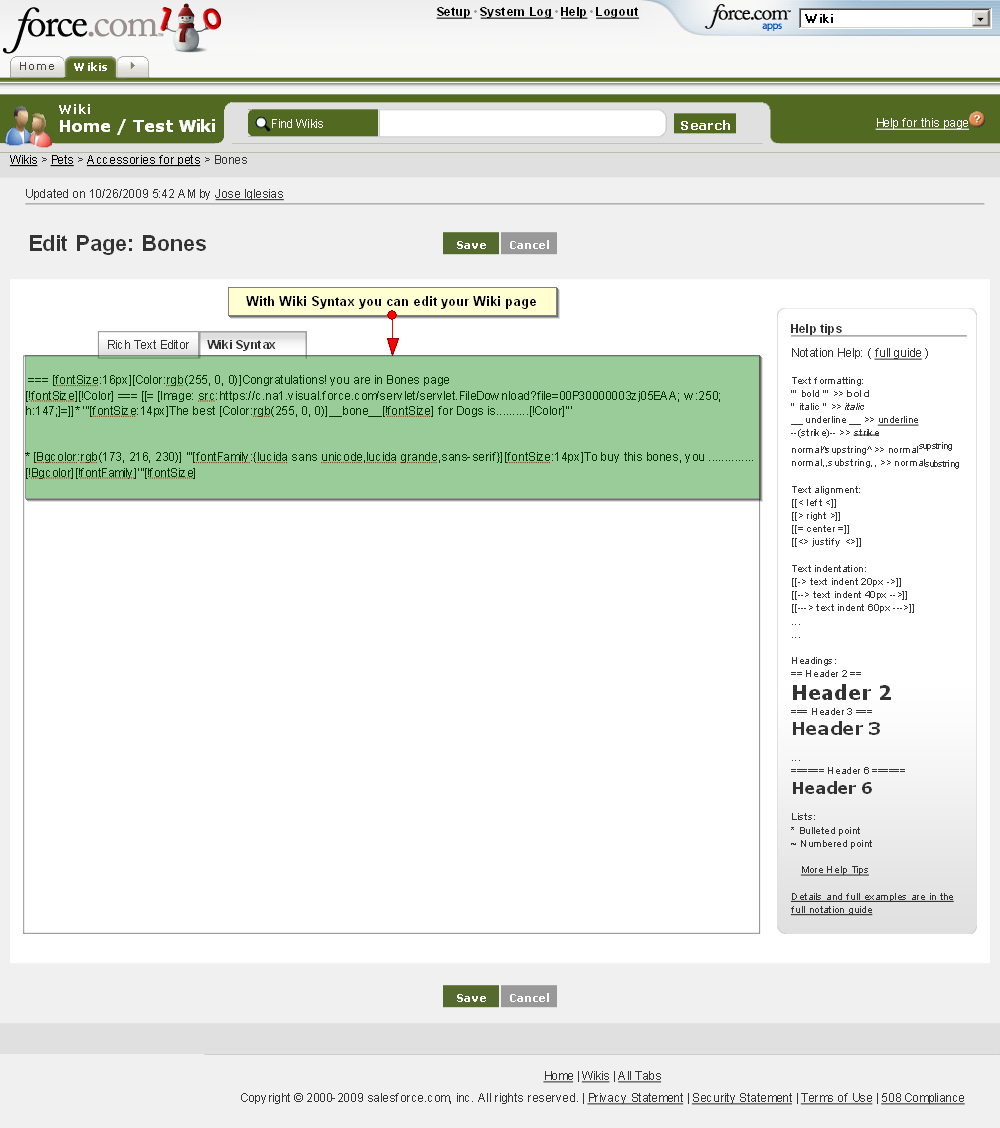 force.com
10
Setup · System Log · Help · Logout
force.com apps
Wiki
Home
Wikis
Wiki
Home / Test Wiki
Find Wikis
Search
Help for this page
?
Wikis > Pets > Accessories for pets > Bones
Updated on 10/26/2009 5:42 AM by Jose Iglesias
Edit Page: Bones
Save
Cancel
With Wiki Syntax you can edit your Wiki page
Rich Text Editor
Wiki Syntax
=== [fontSize:16px][Color:rgb(255, 0, 0)]Congratulations! you are in Bones page
[!fontSize][!Color] === [[= [Image: src:https://c.na1.visual.force.com/servlet/servlet.FileDownload?file=00P30000003zj05EAA; w:250;
h:147;]=]]*'''[fontSize:14px]The best [Color:rgb(255, 0, 0)]__bone__[!fontSize] for Dogs is..........[!Color]'''
* [Bgcolor:rgb(173, 216, 230)] '''[fontFamily:{lucida sans unicode,lucida grande,sans-serif}][fontSize:14px]To buy this bones, you ..............
[!Bgcolor][!fontFamily]'''[!fontSize]
Help tips
Notation Help: ( full guide )
Text formatting:
''' bold ''' >> bold
'' italic '' >> italic
__ underline __ >> underline
--(strike)-- >> strike
normal^supstring^ >> normalsupstring
normal,,substring,, >> normalsubstring
Text alignment:
[[< left <]]
[[> right >]]
[[= center =]]
[[<> justify <>]]
Text indentation:
[[-> text indent 20px ->]]
[[--> text indent 40px -->]]
[[---> text indent 60px --->]]
...
...
Headings:
== Header 2 ==
Header 2
=== Header 3 ===
Header 3
...
====== Header 6 ======
Header 6
Lists:
* Bulleted point
~ Numbered point
More Help Tips
Details and full examples are in the
full notation guide
Save
Cancel
Home | Wikis | All Tabs
Copyright © 2000-2009 salesforce.com, inc. All rights reserved. | Privacy Statement | Security Statement | Terms of Use | 508 Compliance